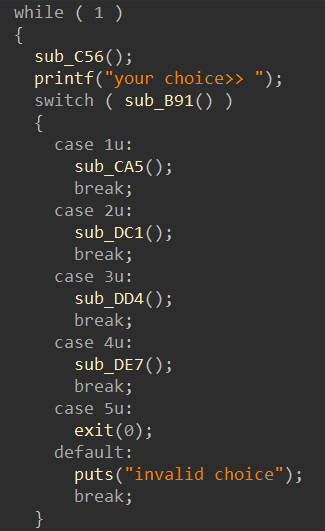 while ( 1 )
{
  sub_C56();
  printf("your choice>> ");
  switch ( sub_B91() )
  {
    case 1u:
      sub_CA5();
      break;
    case 2u:
      sub_DC1();
      break;
    case 3u:
      sub_DD4();
      break;
    case 4u:
      sub_DE7();
      break;
    case 5u:
      exit(0);
    default:
      puts("invalid choice");
      break;
  }